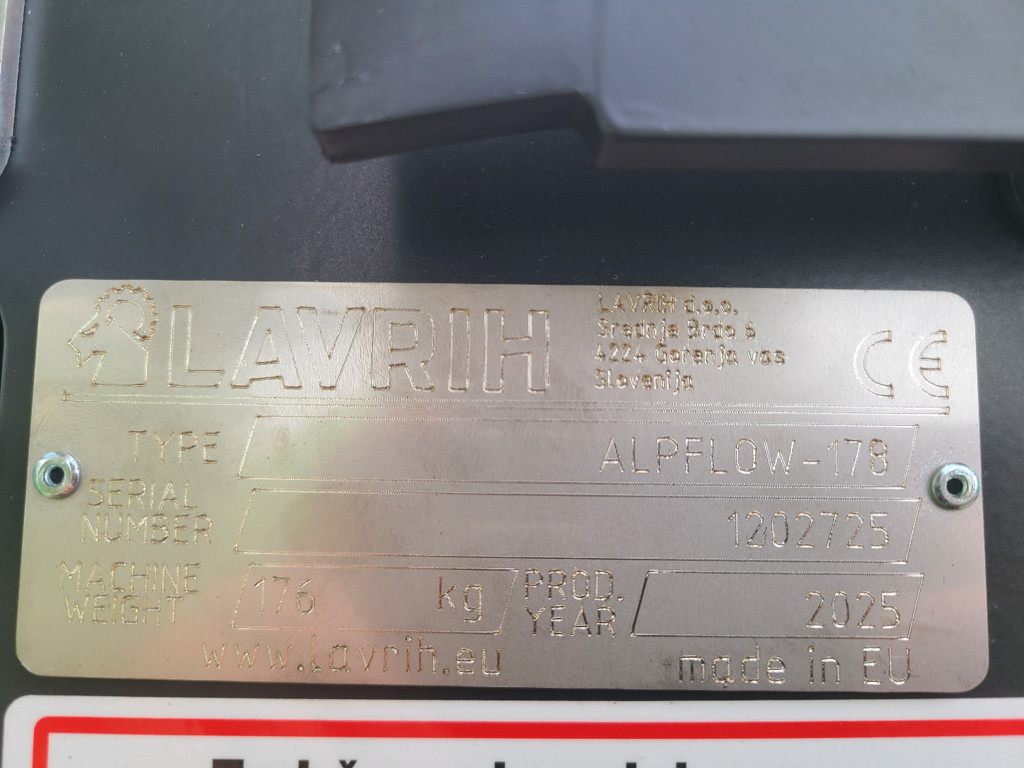 LAVRIH
LAVRIH d.o.o.
Srednje Brdo 6
4224 Gorenja vas
Slovenija
CE
TYPE ALPFLOW-178
SERIAL NUMBER 1202725
MACHINE WEIGHT 176 kg PROD. YEAR 2025
www.lavrih.eu made in EU